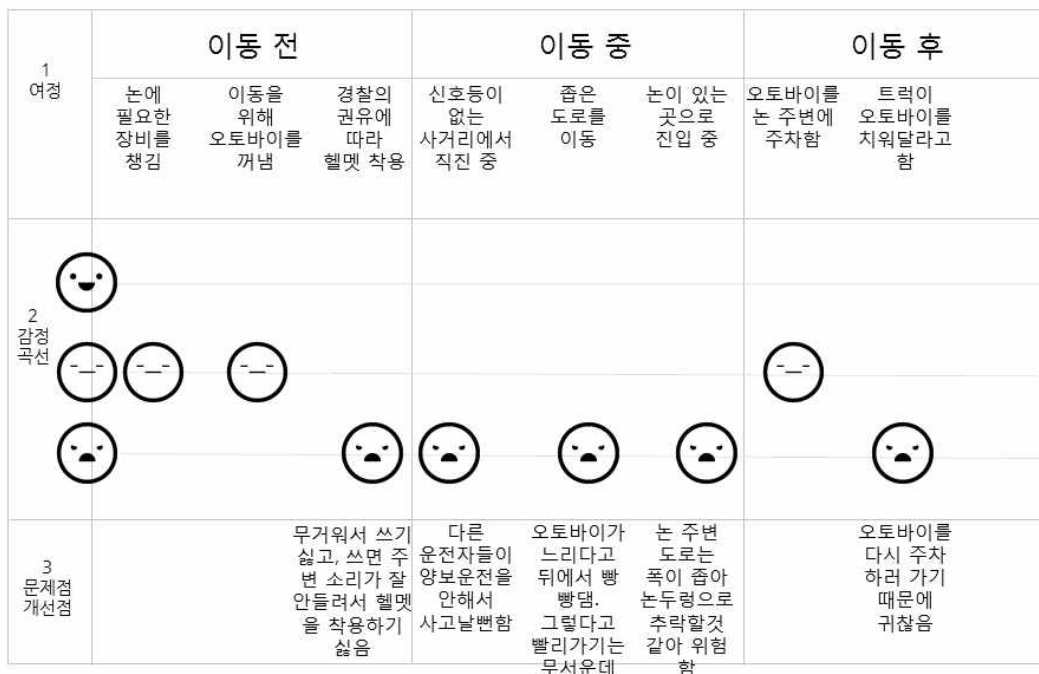 1
여정
이동 전
이동 중
이동 후
논에
필요한
장비를
챙김
이동을
위해
오토바이를
꺼냄
경찰의
권유에
따라
헬멧 착용
신호등이
없는
사거리에서
직진 중
좁은
도로를
이동
논이 있는
곳으로
진입 중
오토바이를
논 주변에
주차함
트럭이
오토바이를
치워달라고
함
2
감정
곡선
3
문제점
개선점
무거워서 쓰기
싫고, 쓰면 주
변 소리가 잘
안들려서 헬멧
을 착용하기
싫음
다른
운전자들이
양보운전을
안해서
사고날뻔함
오토바이가
느리다고
뒤에서 빵
빵댐.
그렇다고
빨리가기는
무서운데
논 주변
도로는
폭이 좁아
논두렁으로
추락할것
같아 위험
함
오토바이를
다시 주차
하러 가기
때문에
귀찮음